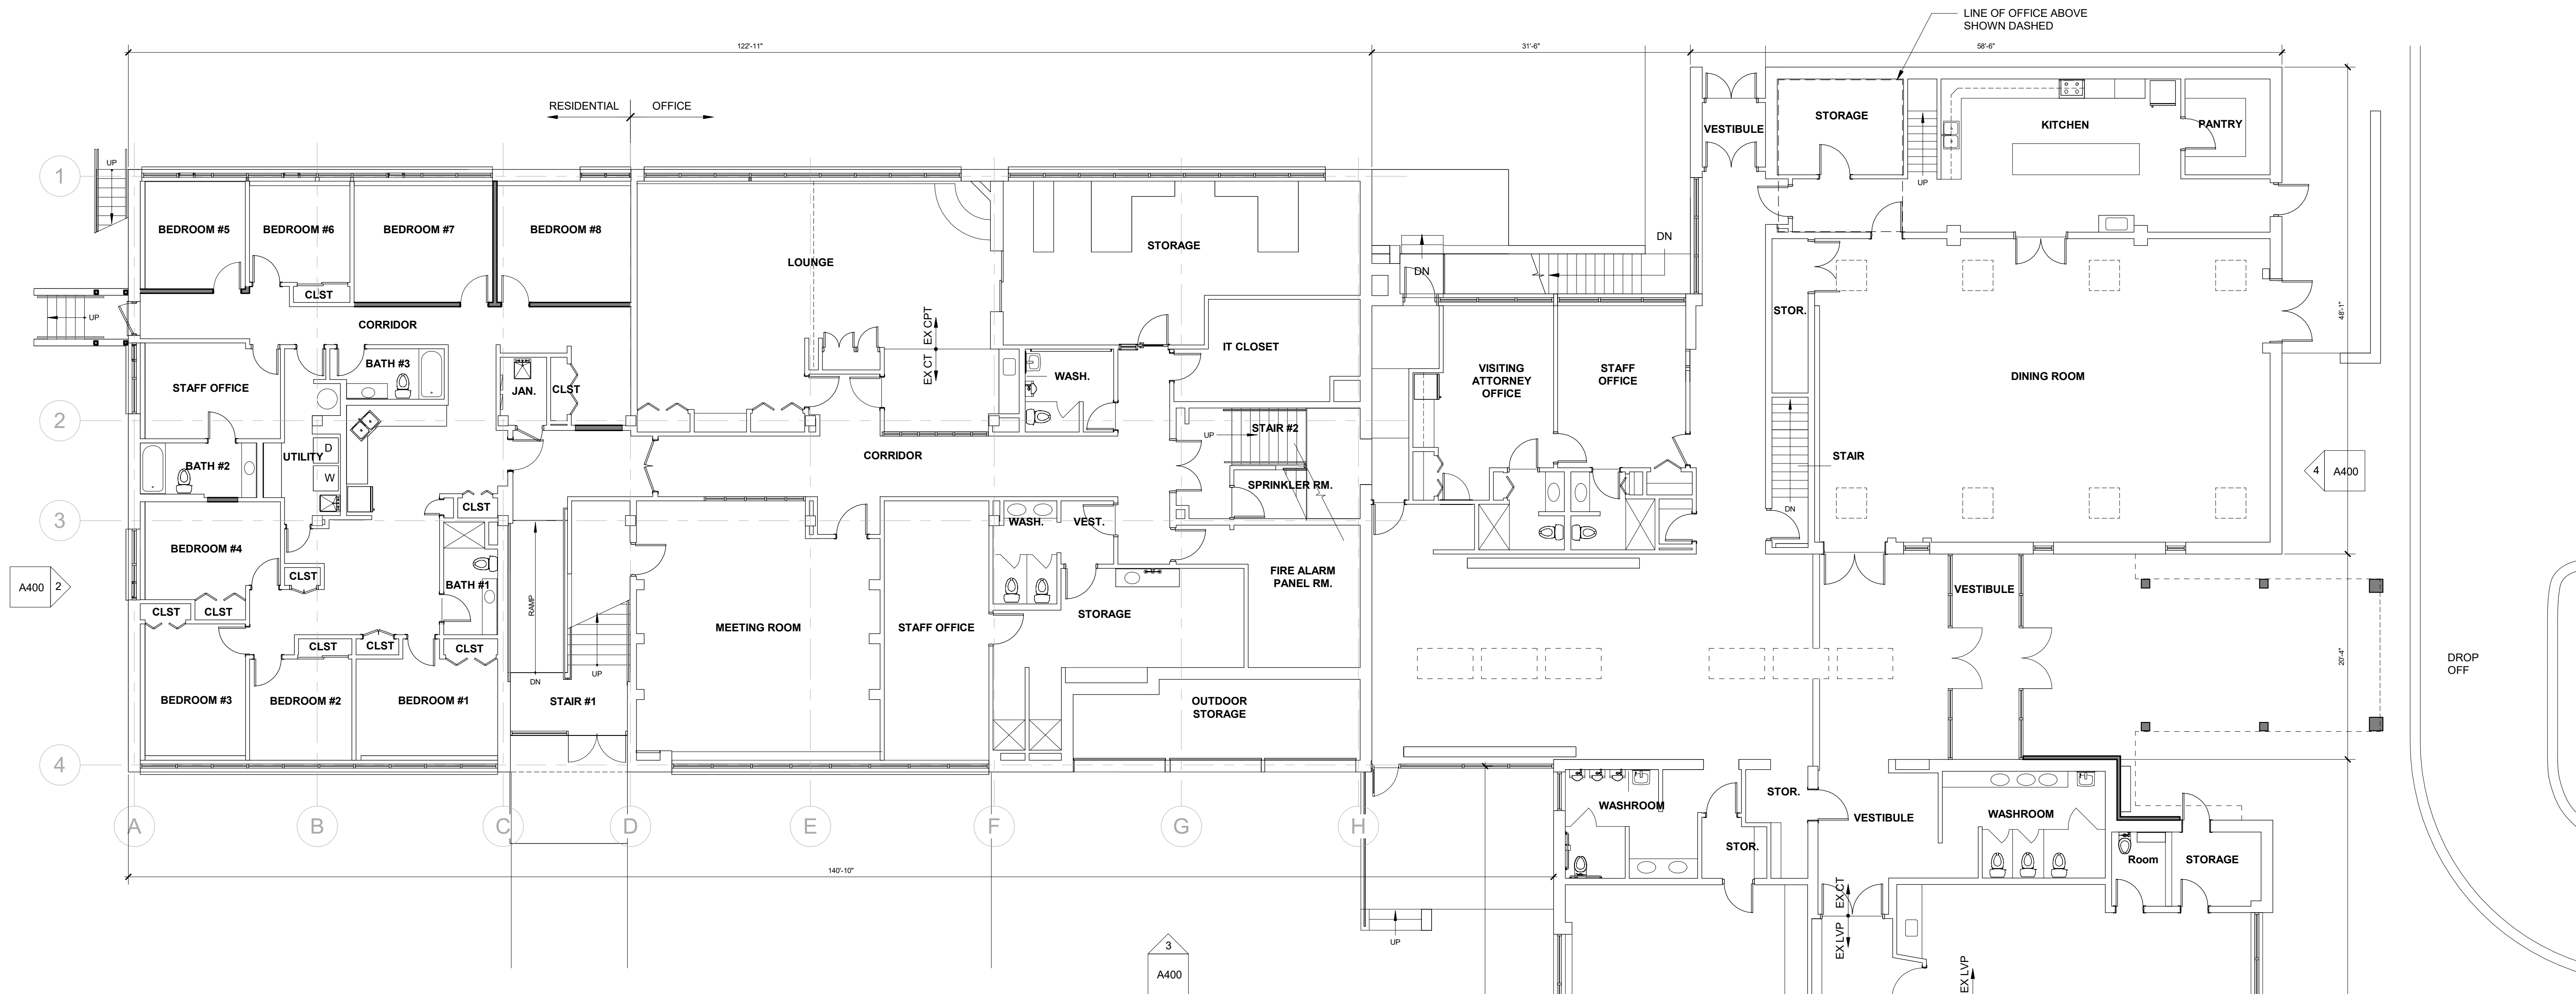 LINE OF OFFICE ABOVE
SHOWN DASHED
122'-11"
31'-6"
58'-6"
RESIDENTIAL
OFFICE
1
UP
BEDROOM #5
BEDROOM #6
BEDROOM #7
BEDROOM #8
CLST
UP
CORRIDOR
LOUNGE
EX CPT
EX CT
STORAGE
IT CLOSET
VESTIBULE
STORAGE
UP
KITCHEN
PANTRY
DN
DN
STOR.
48'-1"
STAFF OFFICE
BATH #3
JAN.
CLST
WASH.
VISITING
ATTORNEY
OFFICE
STAFF
OFFICE
DINING ROOM
2
BATH #2
UTILITY
D
W
CORRIDOR
UP
STAIR #2
SPRINKLER RM.
STAIR
DN
4
A400
3
CLST
BEDROOM #4
WASH.
VEST.
FIRE ALARM
PANEL RM.
CLST
BATH #1
A400
2
CLST
CLST
RAMP
MEETING ROOM
STAFF OFFICE
STORAGE
VESTIBULE
CLST
CLST
CLST
UP
DN
20'-4"
DROP
OFF
BEDROOM #3
BEDROOM #2
BEDROOM #1
STAIR #1
OUTDOOR
STORAGE
4
A
B
C
D
E
F
G
H
WASHROOM
STOR.
VESTIBULE
WASHROOM
STOR.
Room
STORAGE
140'-10"
EX CT
EX LVP
EX LVP
UP
3
A400